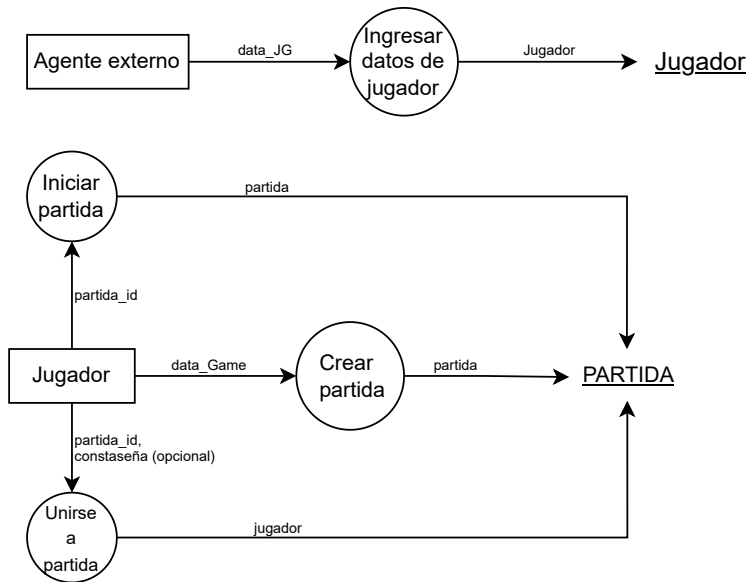 data_JG
Jugador
Agente externo
Ingresar
datos de
jugador
Jugador
Iniciar
partida
partida
partida_id
Jugador
data_Game
Crear
partida
partida
PARTIDA
partida_id,
constaseña (opcional)
Unirse
a
partida
jugador